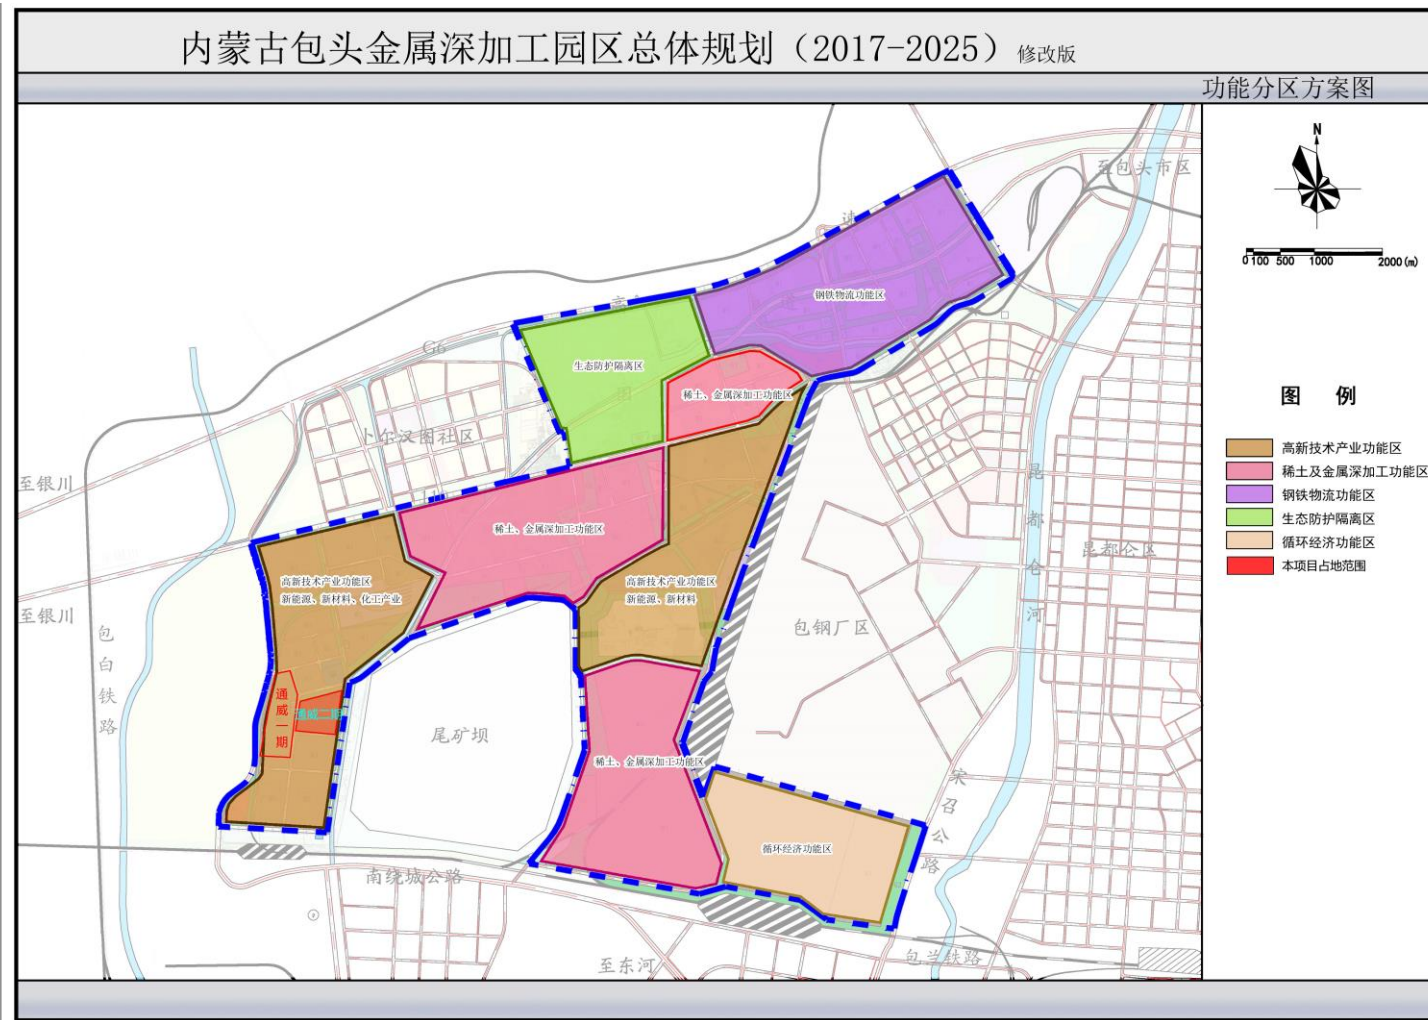 内蒙古包头金属深加工园区总体规划（2017-2025）修改版
功能分区方案图
N
0 100 500 1000 2000 (m)
图 例
高新技术产业功能区
稀土及金属深加工功能区
钢铁物流功能区
生态防护隔离区
循环经济功能区
本项目占地范围
至包头市区
速
钢铁物流功能区
高
G6
生态防护隔离区
稀土、金属深加工功能区
卜尔汉图社区
至银川
昆都仑河
昆都仑区
稀土、金属深加工功能区
高新技术产业功能区
新能源、新材料、化工产业
高新技术产业功能区
新能源、新材料
至银川
包白铁路
包钢厂区
通威一期
通威二期
尾矿坝
稀土、金属深加工功能区
宋召公路
循环经济功能区
南绕城公路
至东河
包兰铁路